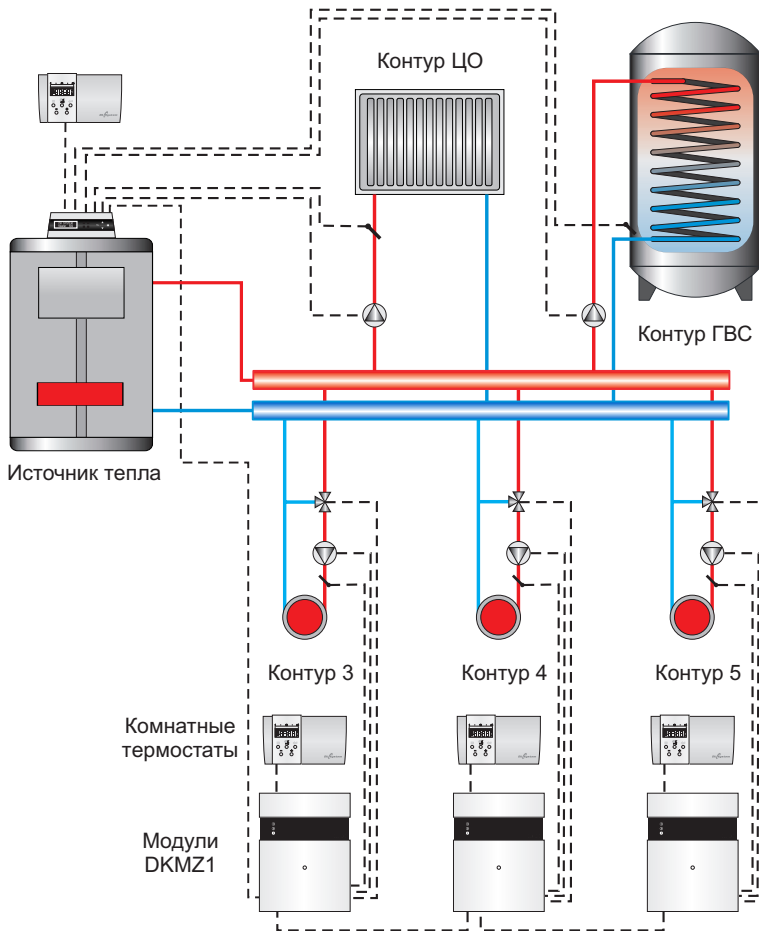 Контур ЦО
Контур ГВС
Источник тепла
Контур 3
Контур 4
Контур 5
Комнатные
термостаты
Модули
DKMZ1